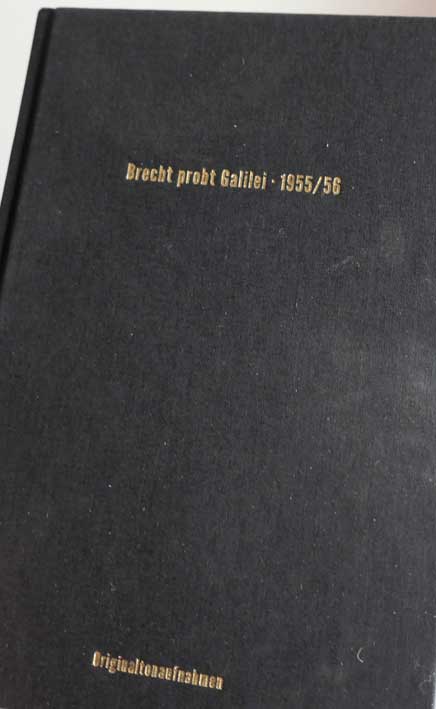 Brecht probt Galilei · 1955/56
Originaltonaufnahmen